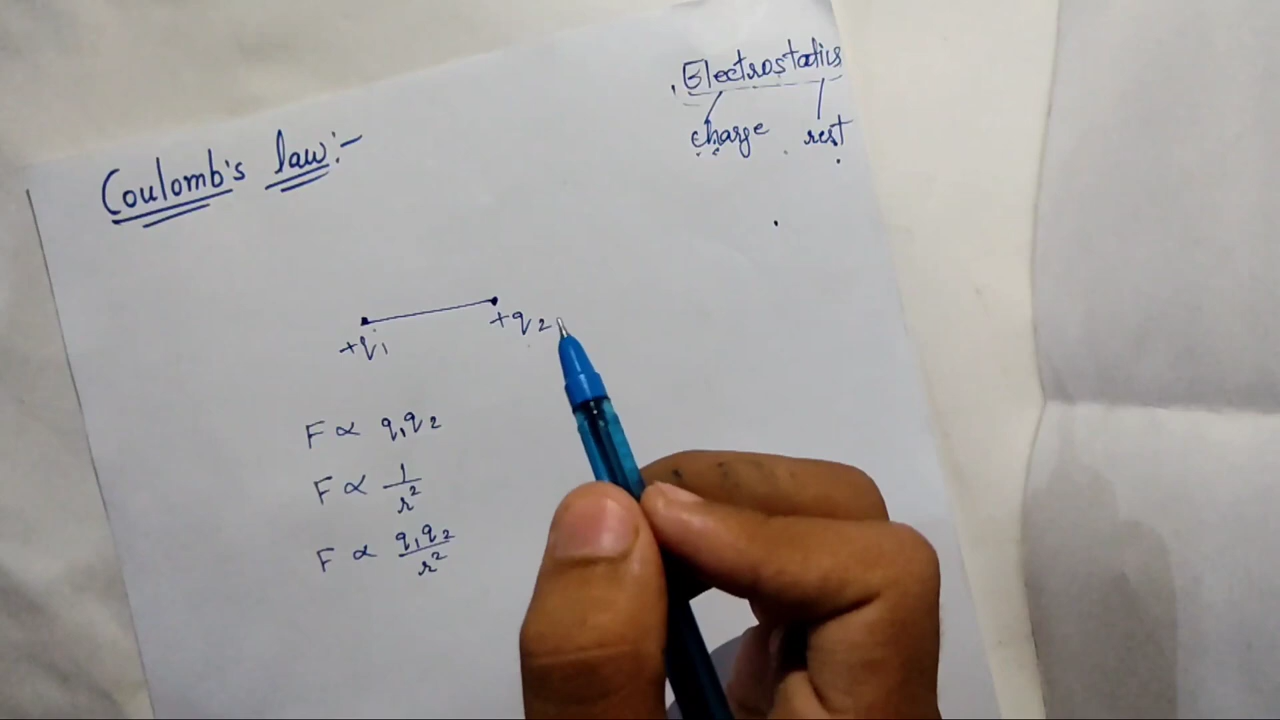 Electrostatics
charge rest
Coulomb's law:-
+q₁ +q₂
F ∝ q₁q₂
F ∝ 1/r²
F ∝ q₁q₂/r²